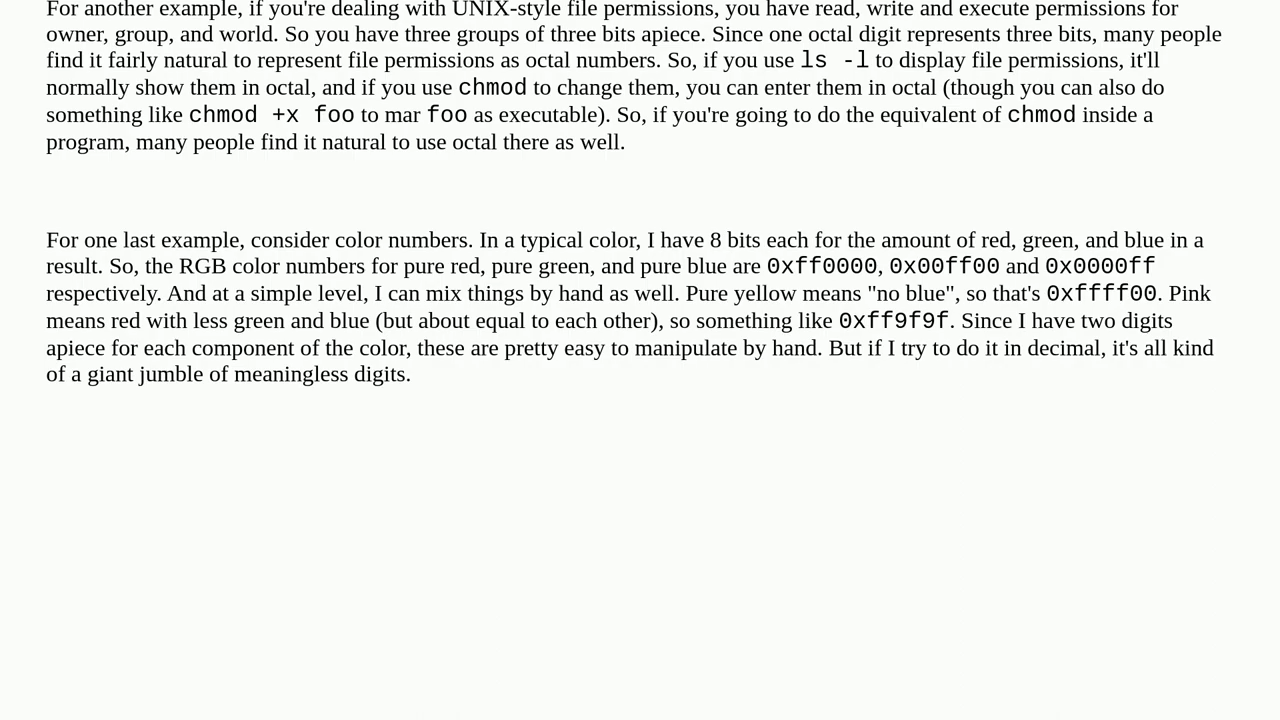 For another example, if you're dealing with UNIX-style file permissions, you have read, write and execute permissions for
owner, group, and world. So you have three groups of three bits apiece. Since one octal digit represents three bits, many people
find it fairly natural to represent file permissions as octal numbers. So, if you use ls -l to display file permissions, it'll
normally show them in octal, and if you use chmod to change them, you can enter them in octal (though you can also do
something like chmod +x foo to mar foo as executable). So, if you're going to do the equivalent of chmod inside a
program, many people find it natural to use octal there as well.
For one last example, consider color numbers. In a typical color, I have 8 bits each for the amount of red, green, and blue in a
result. So, the RGB color numbers for pure red, pure green, and pure blue are 0xff0000, 0x00ff00 and 0x0000ff
respectively. And at a simple level, I can mix things by hand as well. Pure yellow means "no blue", so that's 0xffff00. Pink
means red with less green and blue (but about equal to each other), so something like 0xff9f9f. Since I have two digits
apiece for each component of the color, these are pretty easy to manipulate by hand. But if I try to do it in decimal, it's all kind
of a giant jumble of meaningless digits.